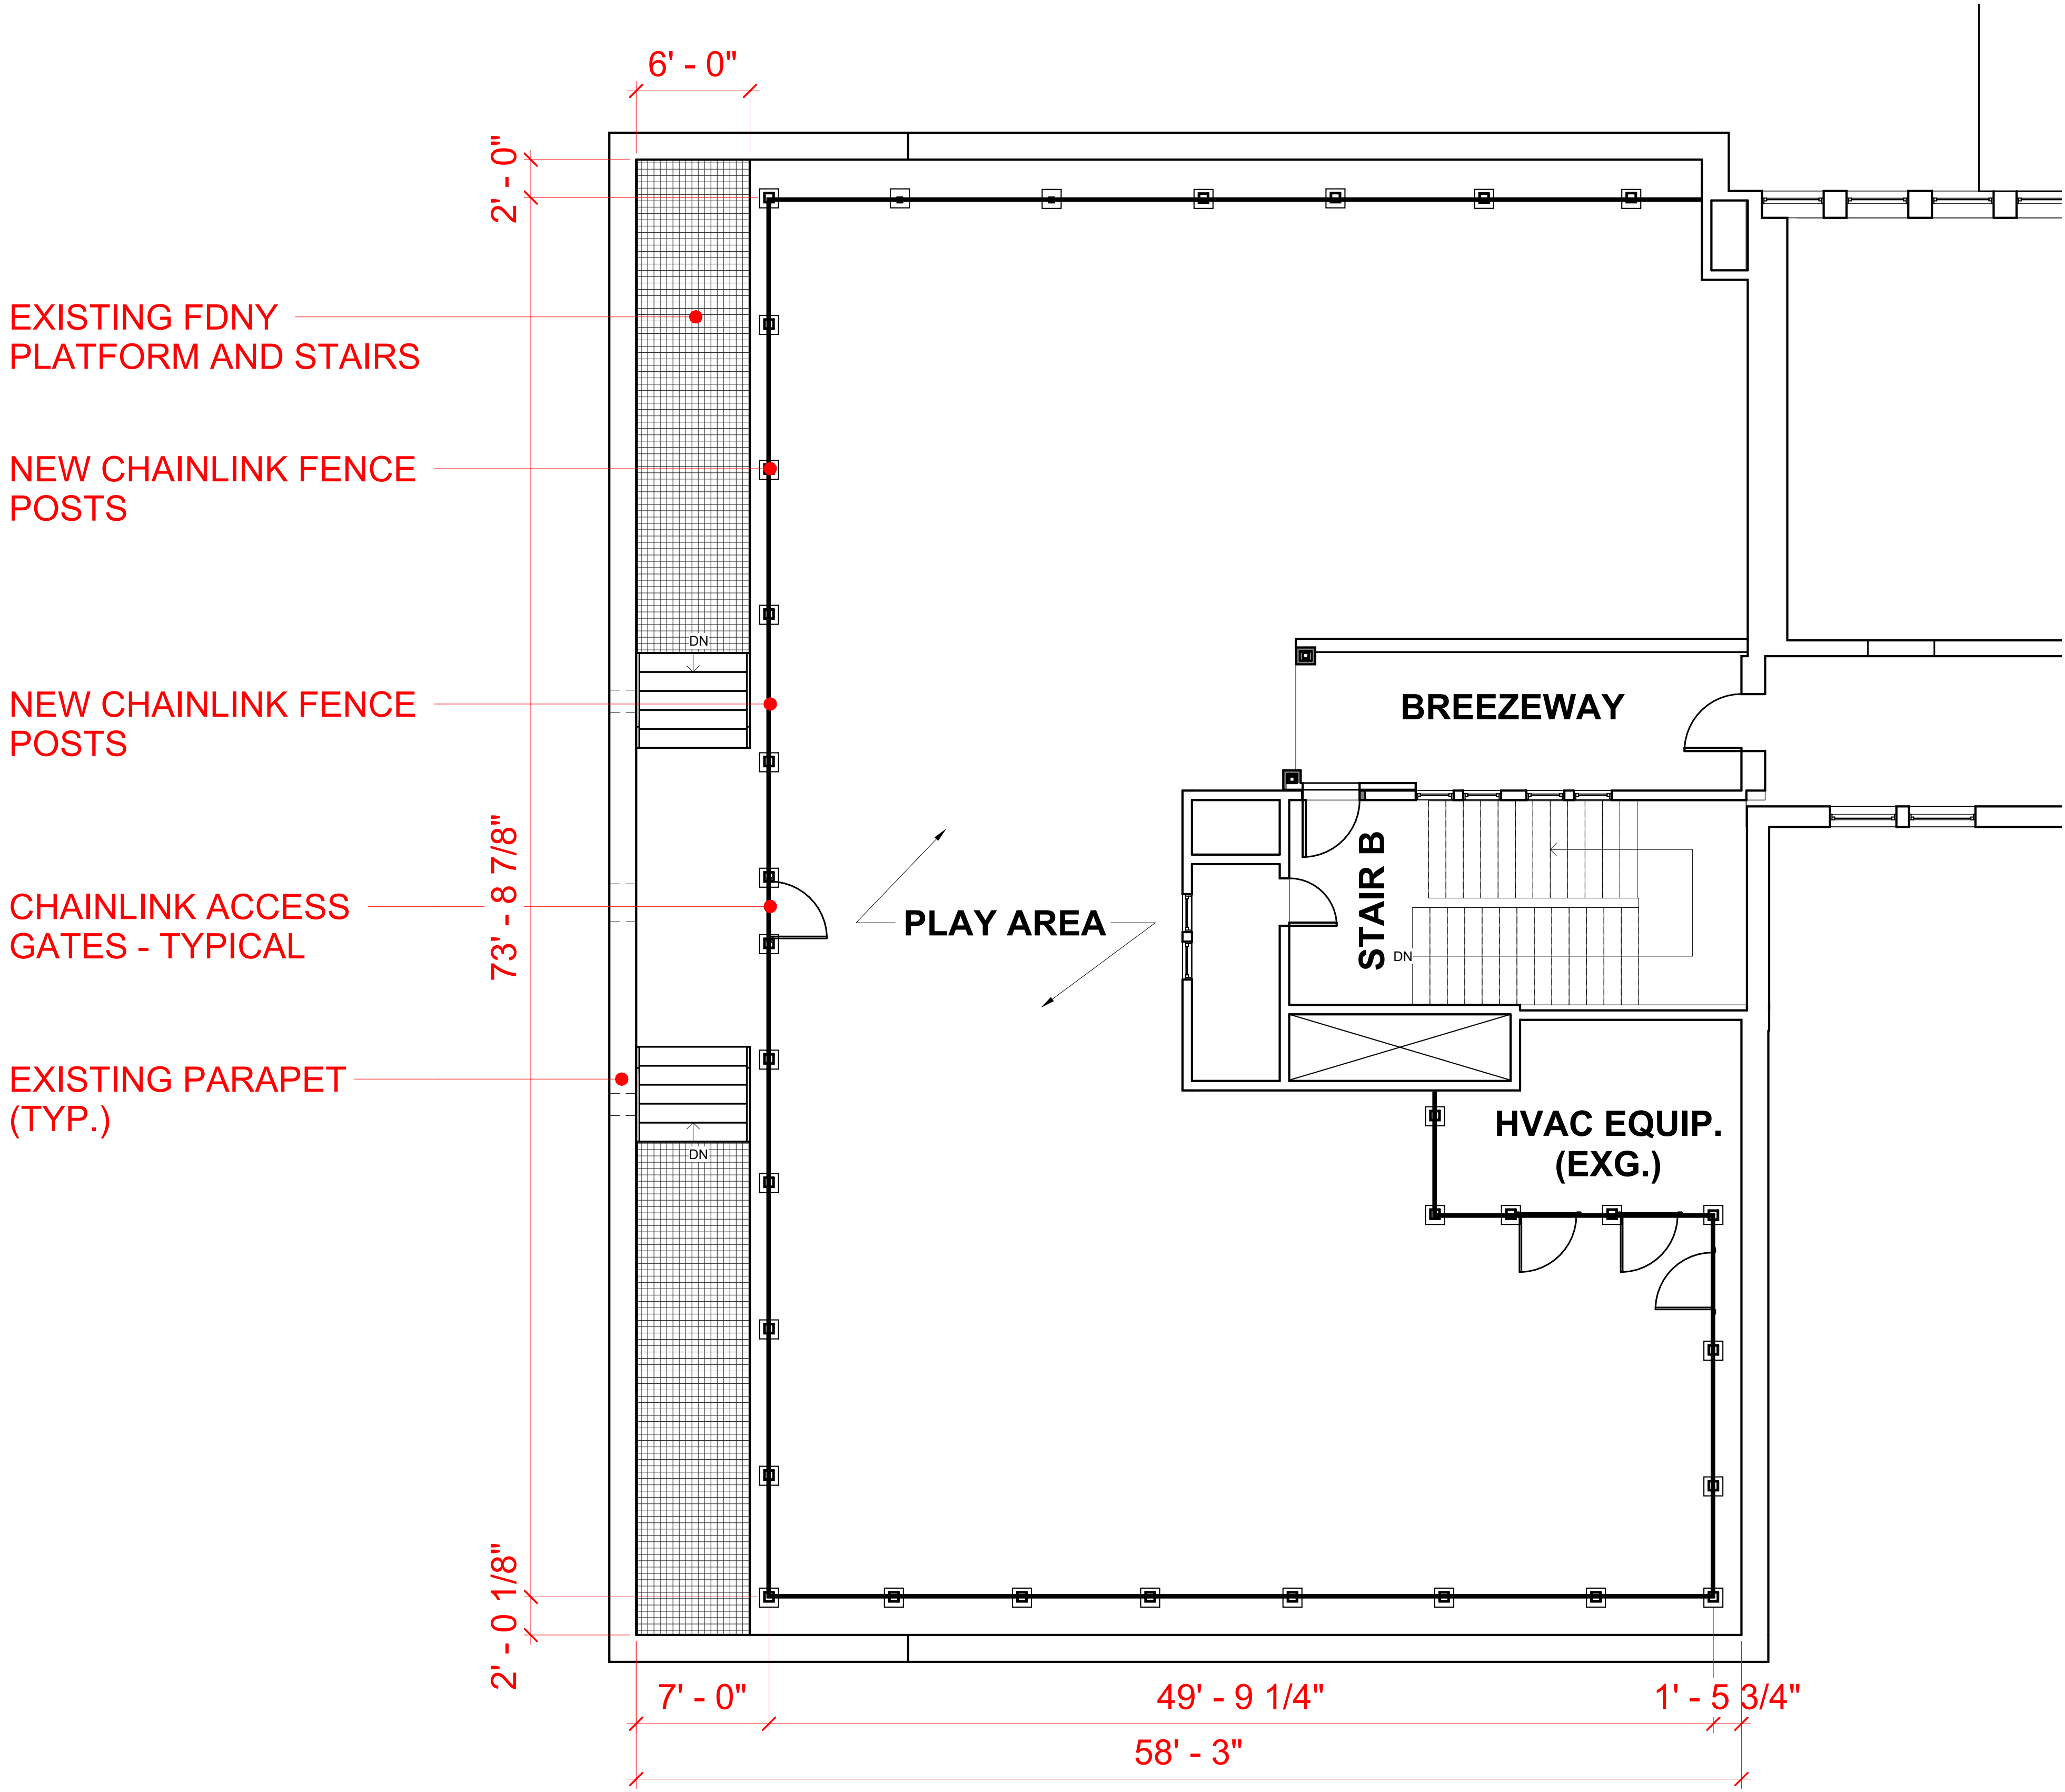 6' - 0"
2' - 0"
EXISTING FDNY
PLATFORM AND STAIRS
NEW CHAINLINK FENCE
POSTS
DN
NEW CHAINLINK FENCE
POSTS
BREEZEWAY
73' - 8 7/8"
CHAINLINK ACCESS
GATES - TYPICAL
PLAY AREA
STAIR B
DN
EXISTING PARAPET
(TYP.)
HVAC EQUIP.
(EXG.)
DN
2' - 0 1/8"
7' - 0"
49' - 9 1/4"
1' - 5 3/4"
58' - 3"